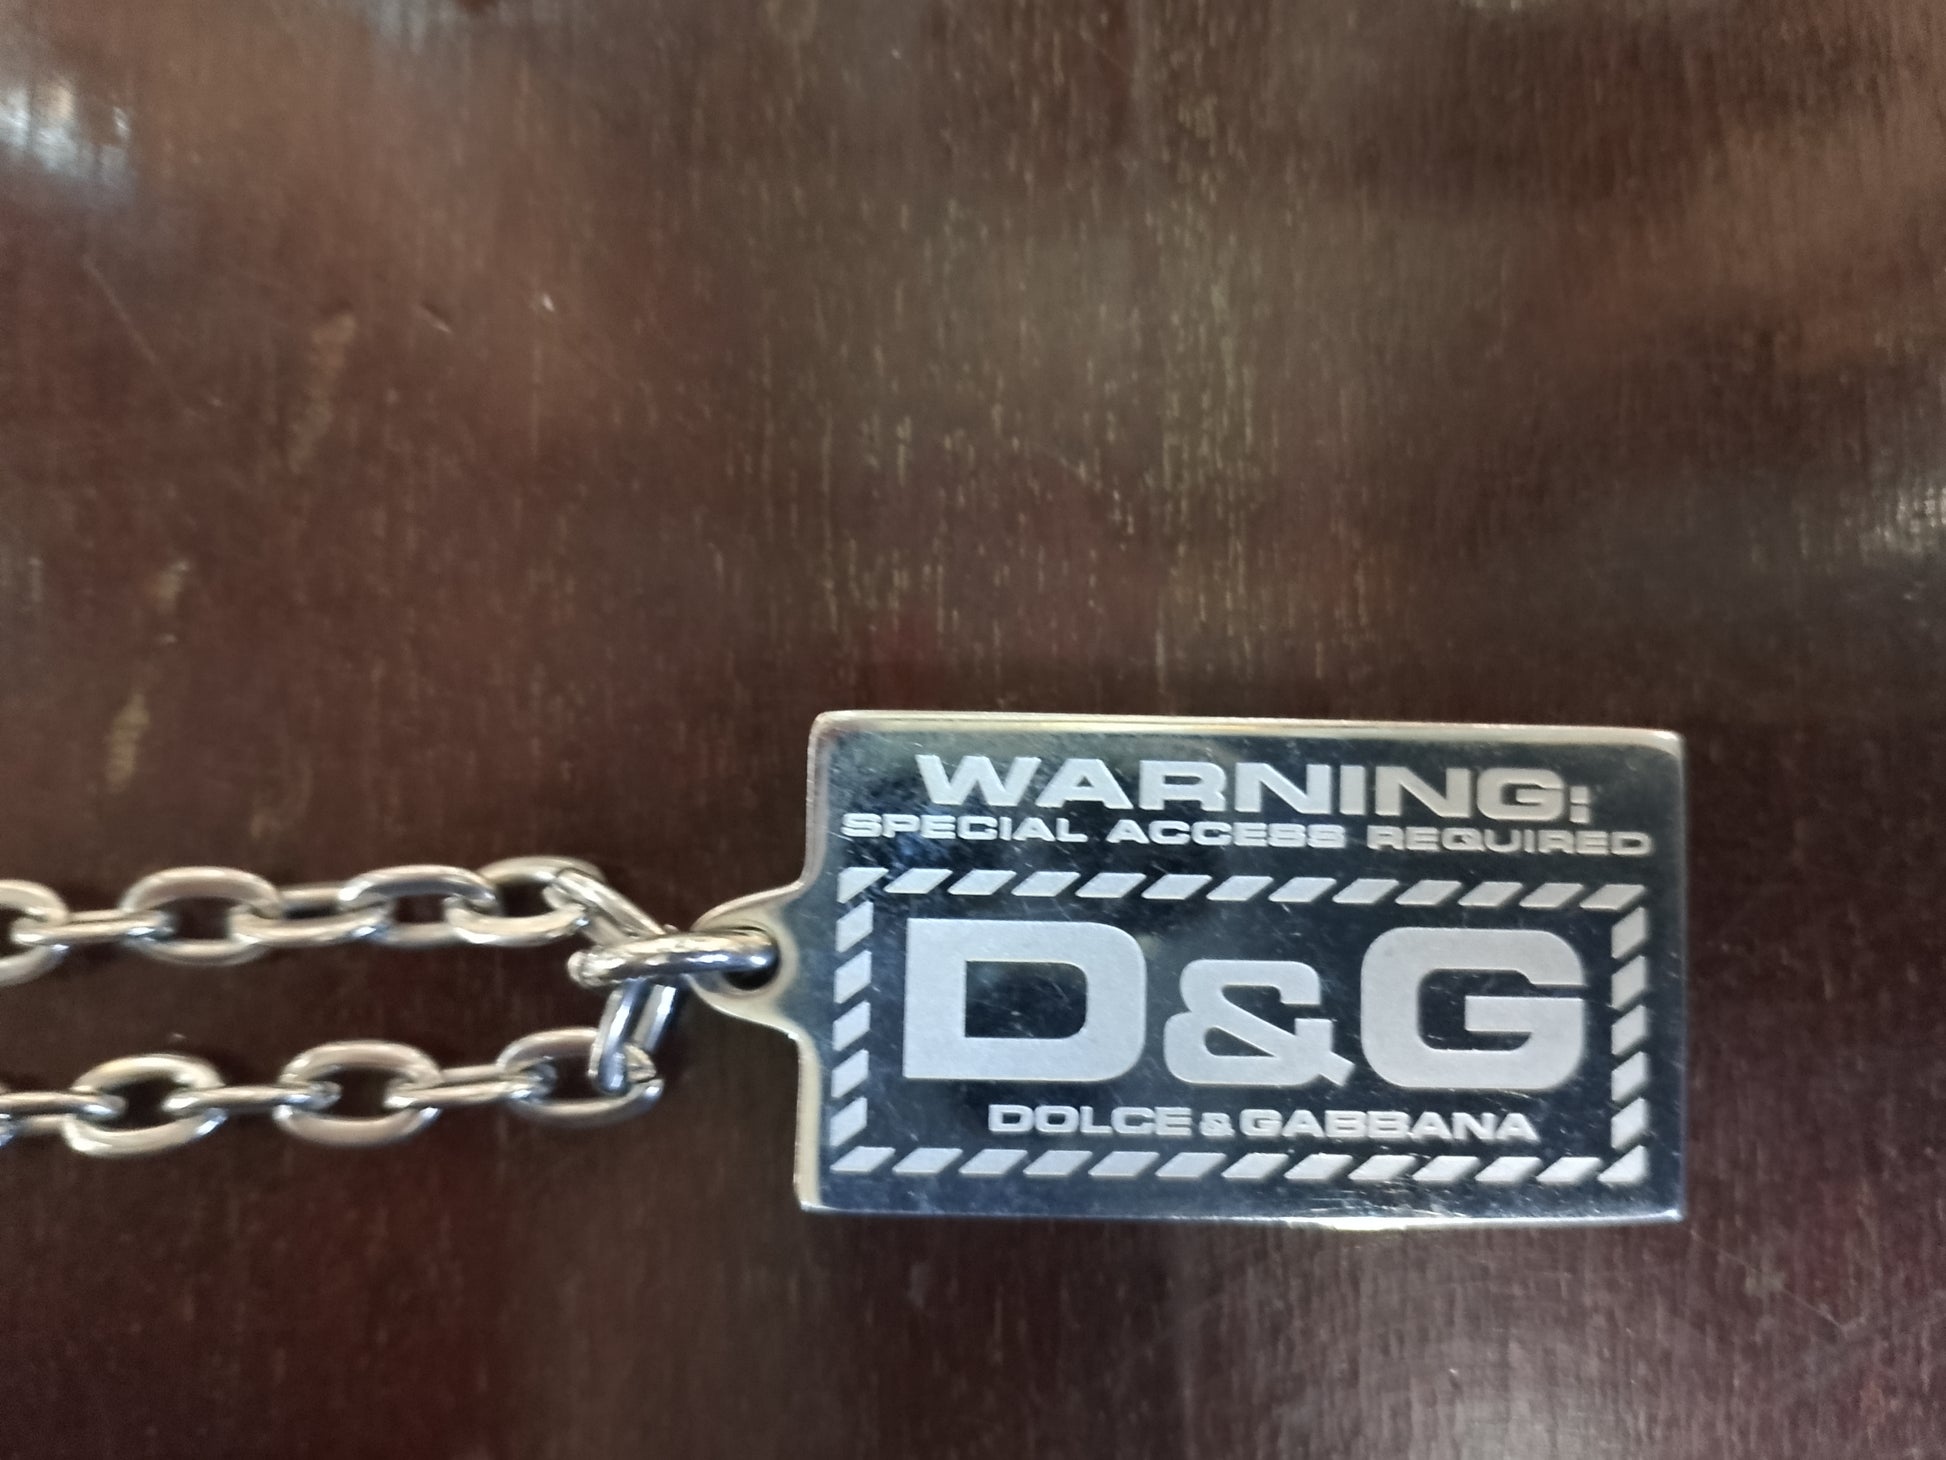 WARNING:
SPECIAL ACCESS REQUIRED
D&G
DOLCE & GABBANA